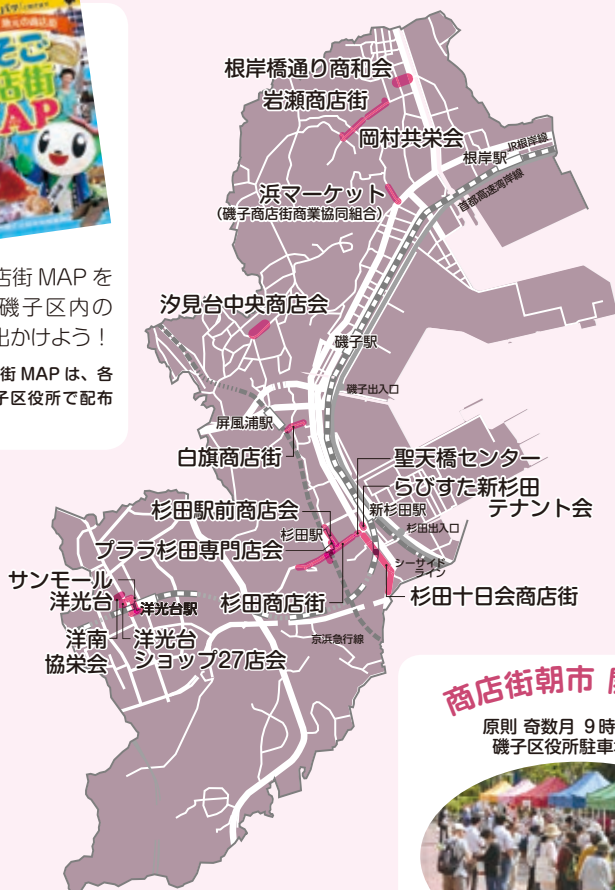 地元の商店街
そご
店街
MAP
店街 MAP を
磯子区内の
出かけよう！
街 MAP は、各
子区役所で配布
根岸橋通り商和会
岩瀬商店街
岡村共栄会
根岸駅
JR根岸線
首都高速湾岸線
浜マーケット
（磯子商店街商業協同組合）
汐見台中央商店会
磯子駅
磯子出入口
屏風浦駅
白旗商店街
聖天橋センター
らびすた新杉田
テナント会
新杉田駅
杉田出入口
杉田駅前商店会
杉田駅
プララ杉田専門店会
シーサイド
ライン
サンモール
洋光台
洋光台駅
杉田商店街
杉田十日会商店街
洋南
協栄会
洋光台
ショップ27店会
京浜急行線
商店街朝市
原則 奇数月 9時
磯子区役所駐車